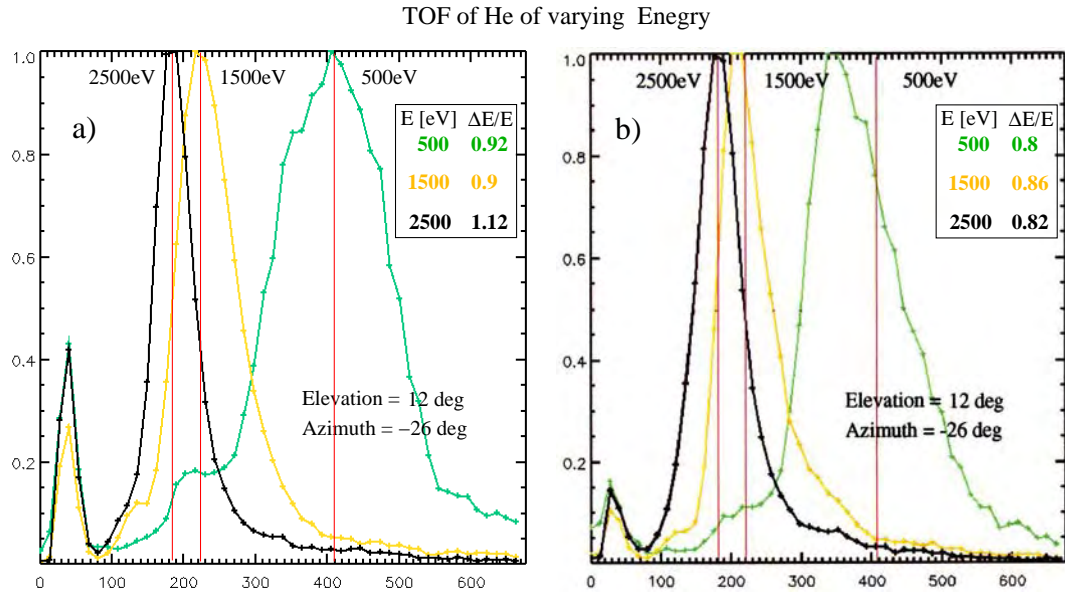 TOF of He of varying Enegry
2500eV 1500eV 500eV
a)
E [eV] ΔE/E
500 0.92
1500 0.9
2500 1.12
Elevation = 12 deg
Azimuth = −26 deg
1.0
0.8
0.6
0.4
0.2
0 100 200 300 400 500 600
2500eV 1500eV 500eV
b)
E [eV] ΔE/E
500 0.8
1500 0.86
2500 0.82
Elevation = 12 deg
Azimuth = -26 deg
1.0
0.8
0.6
0.4
0.2
0 100 200 300 400 500 600